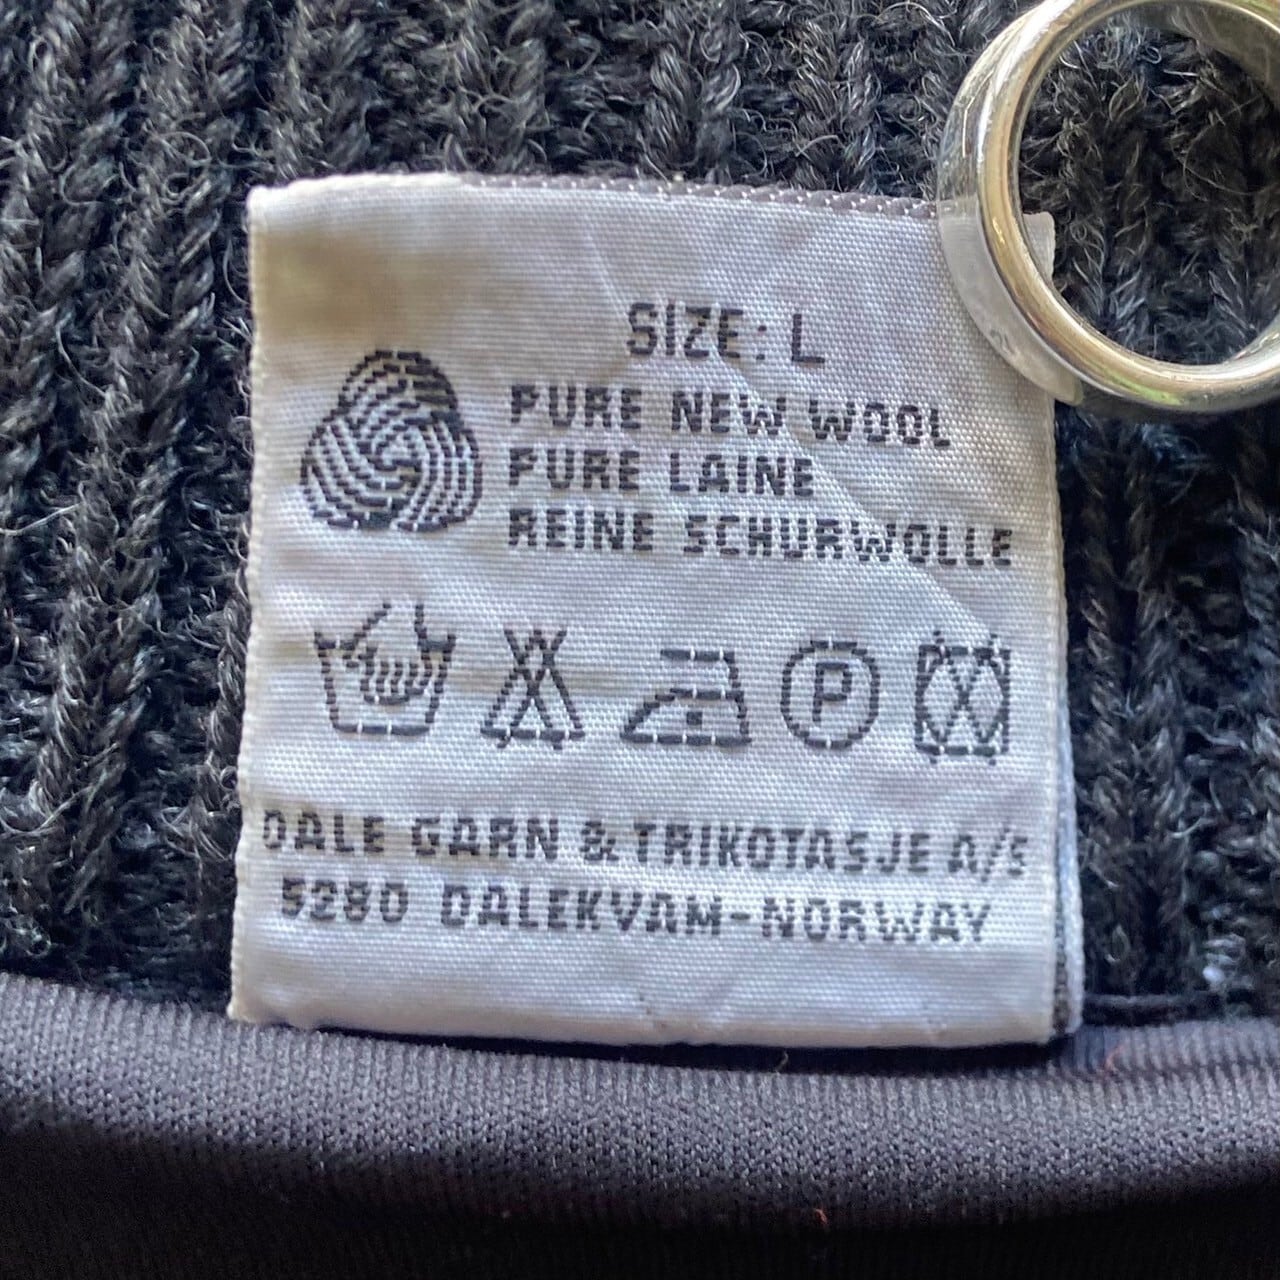 SIZE: L
PURE NEW WOOL
PURE LAINE
REINE SCHURWOLLE
P
DALE GARN & TRIKOTASJE A/S
5280 DALEKVAM-NORWAY